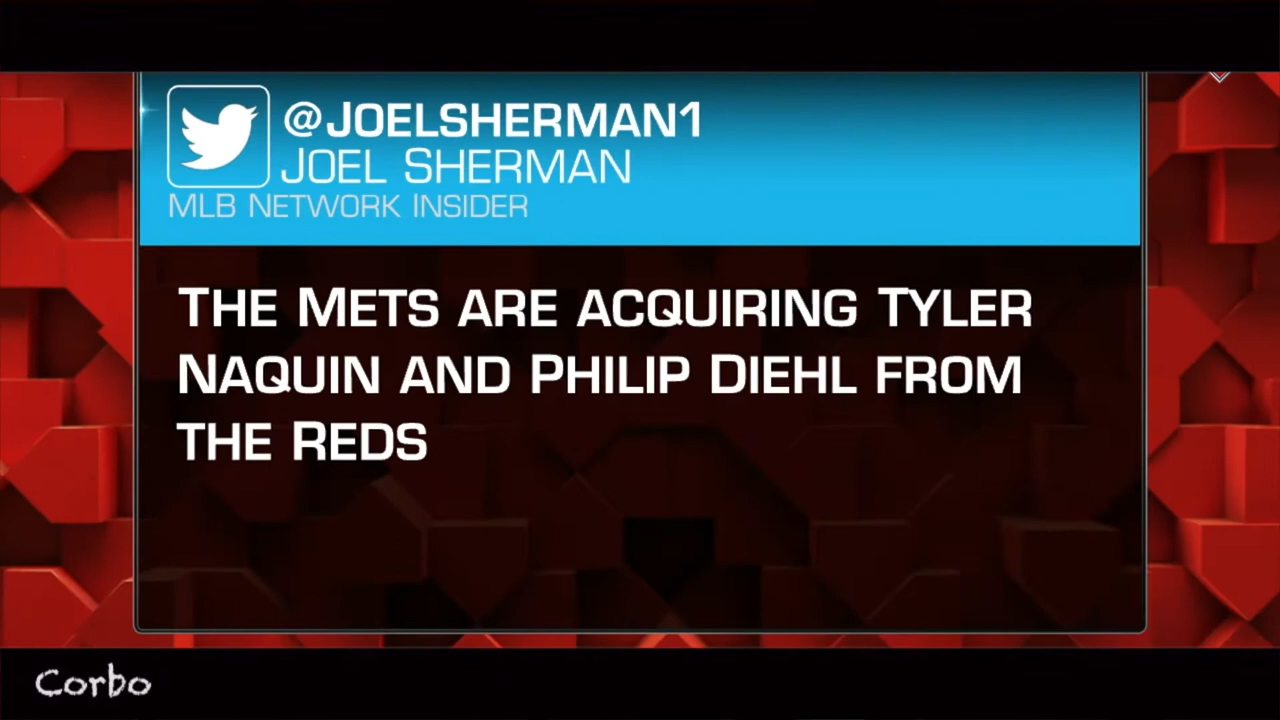 @JOELSHERMAN1
JOEL SHERMAN
MLB NETWORK INSIDER
THE METS ARE ACQUIRING TYLER
NAQUIN AND PHILIP DIEHL FROM
THE REDS
Corbo